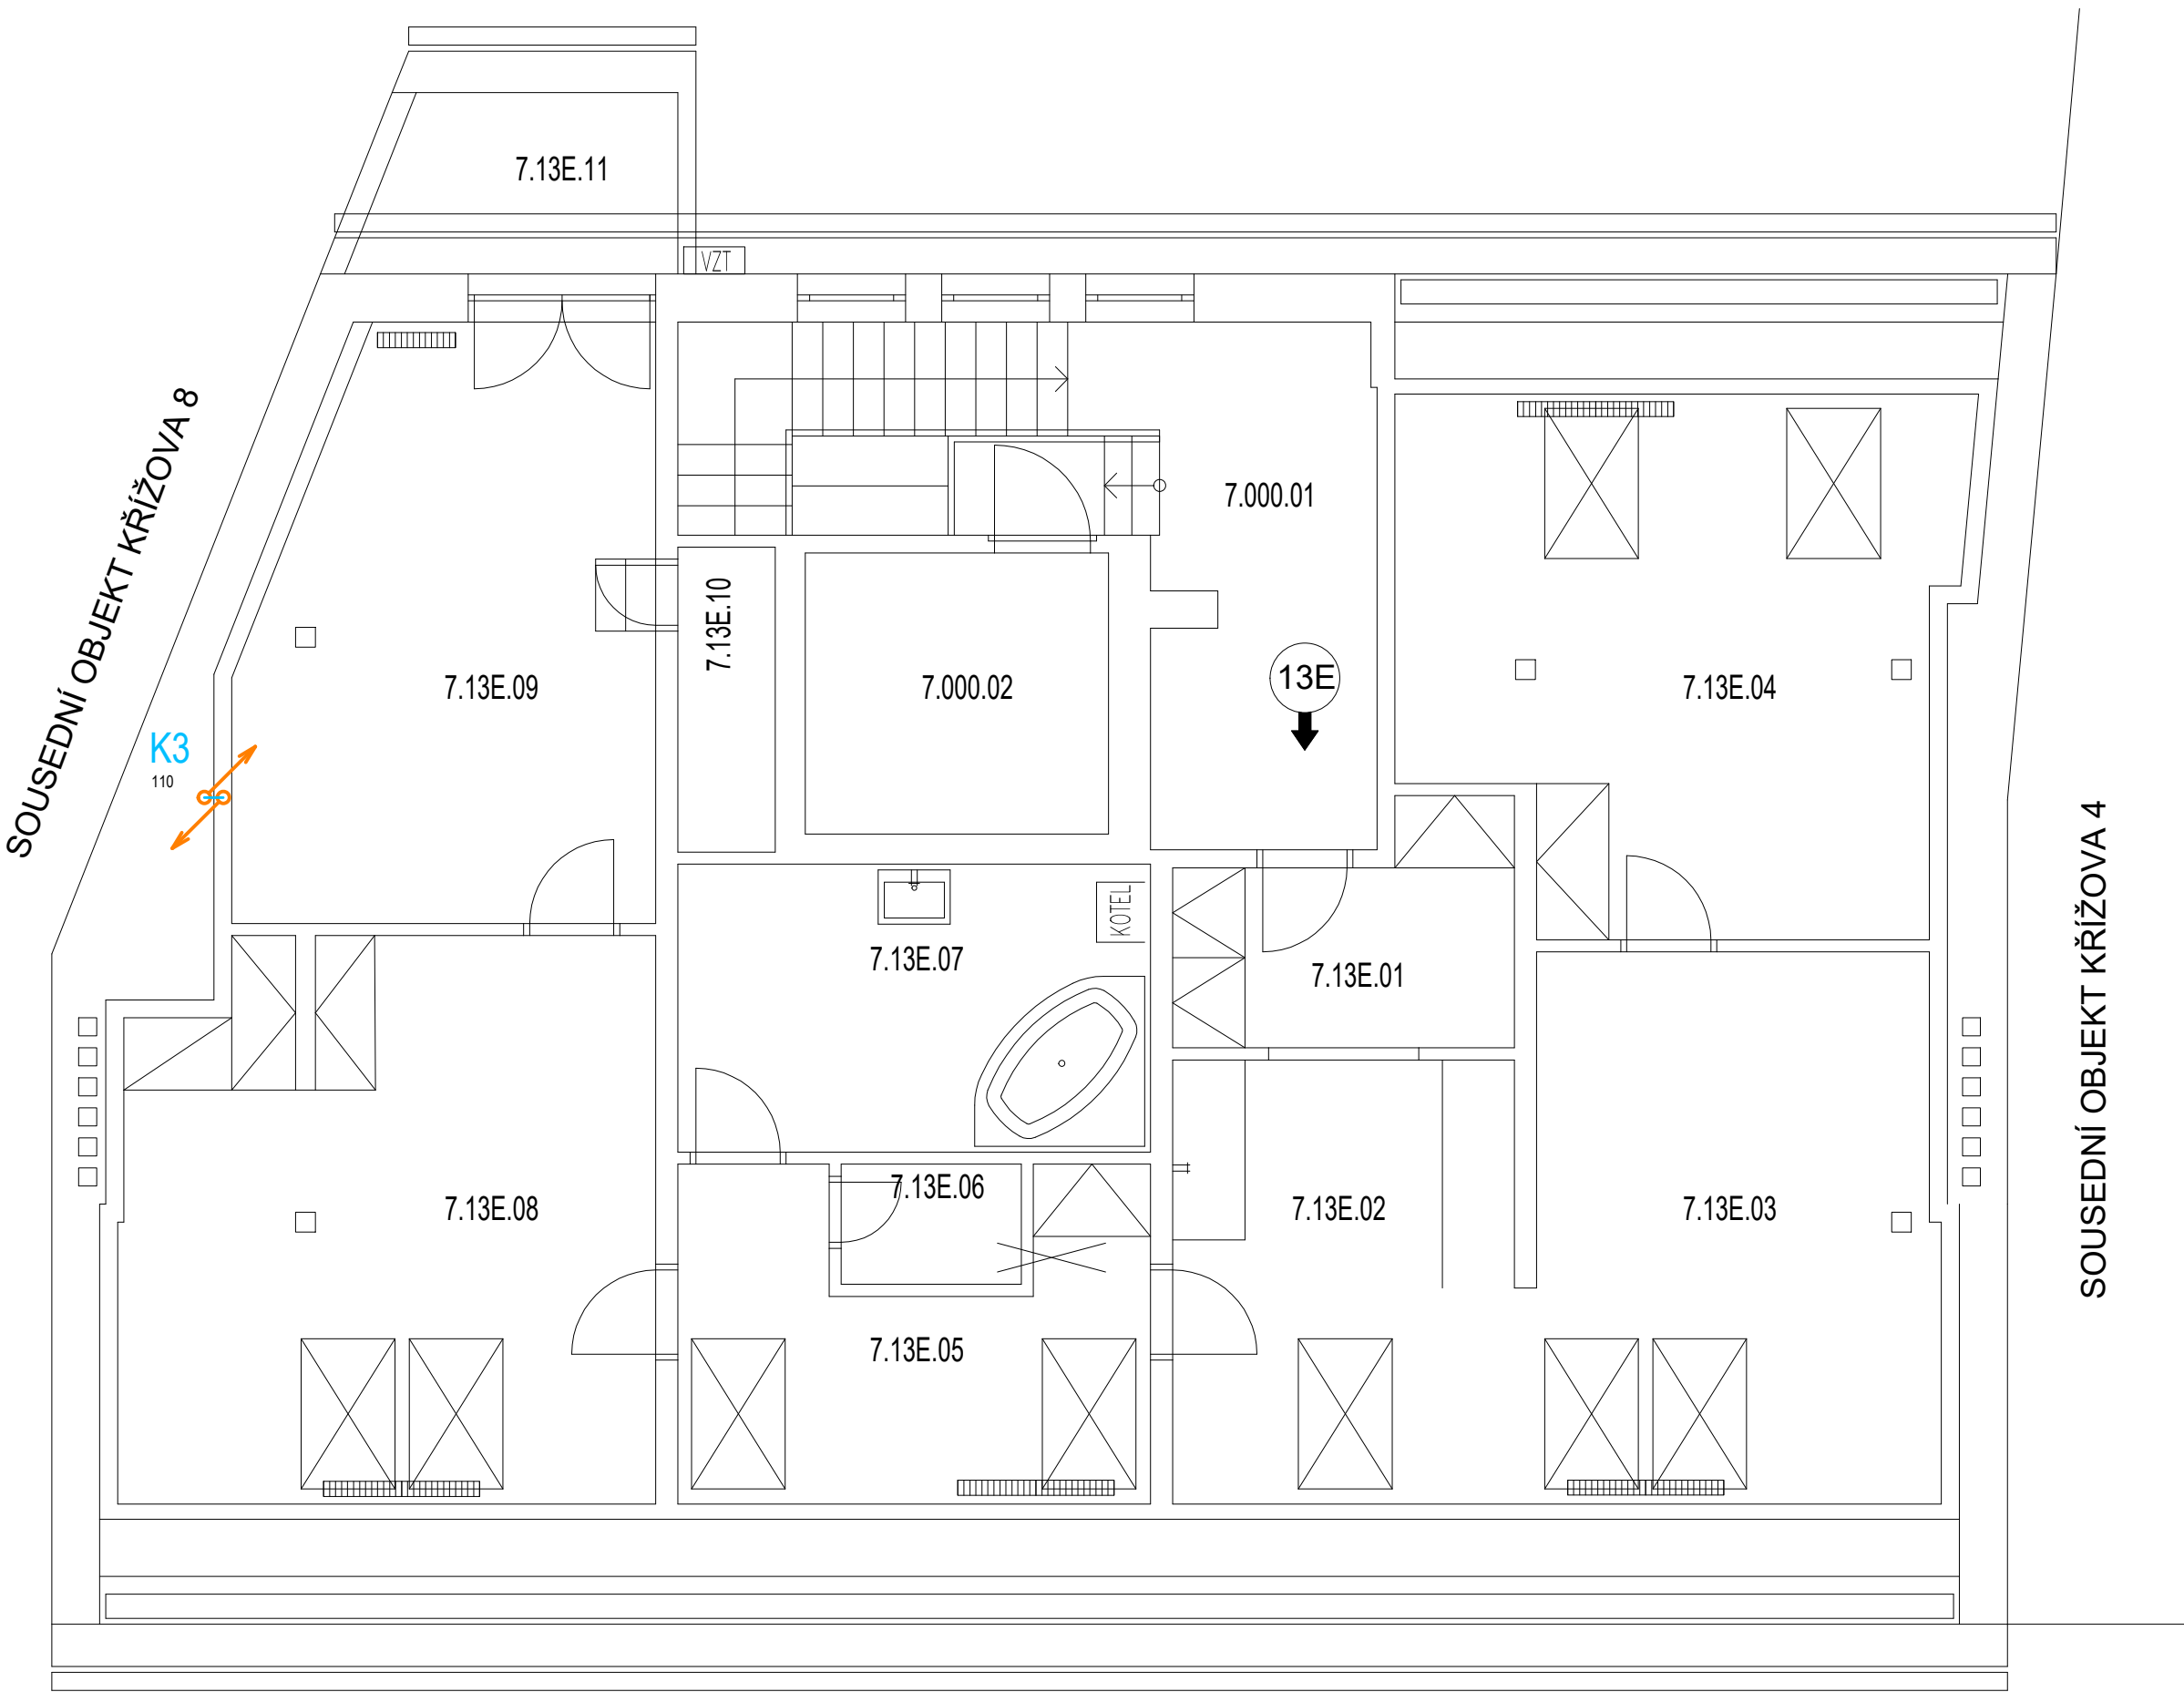 7.13E.11
VZT
SOUSEDNÍ OBJEKT KŘÍŽOVA 8
7.000.01
7.13E.10
7.13E.09
7.000.02
13E
7.13E.04
K3
110
KOTEL
7.13E.07
7.13E.01
SOUSEDNÍ OBJEKT KŘÍŽOVA 4
7.13E.06
7.13E.08
7.13E.02
7.13E.03
7.13E.05